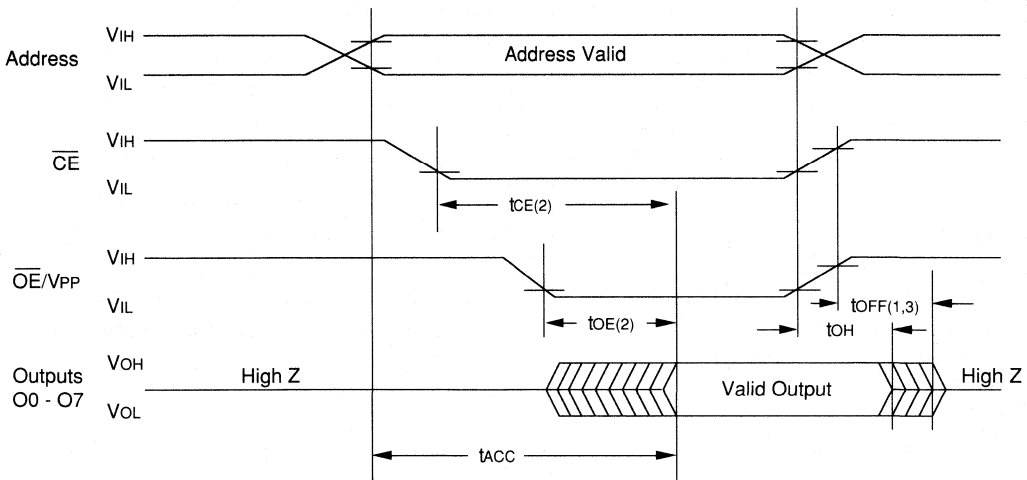 VIH
Address
Address Valid
VIL
VIH
CE
VIL
tCE(2)
VIH
OE/VPP
VIL
tOFF(1,3)
tOE(2)
tOH
VOH
Outputs
O0 - O7
High Z
Valid Output
High Z
VOL
tACC